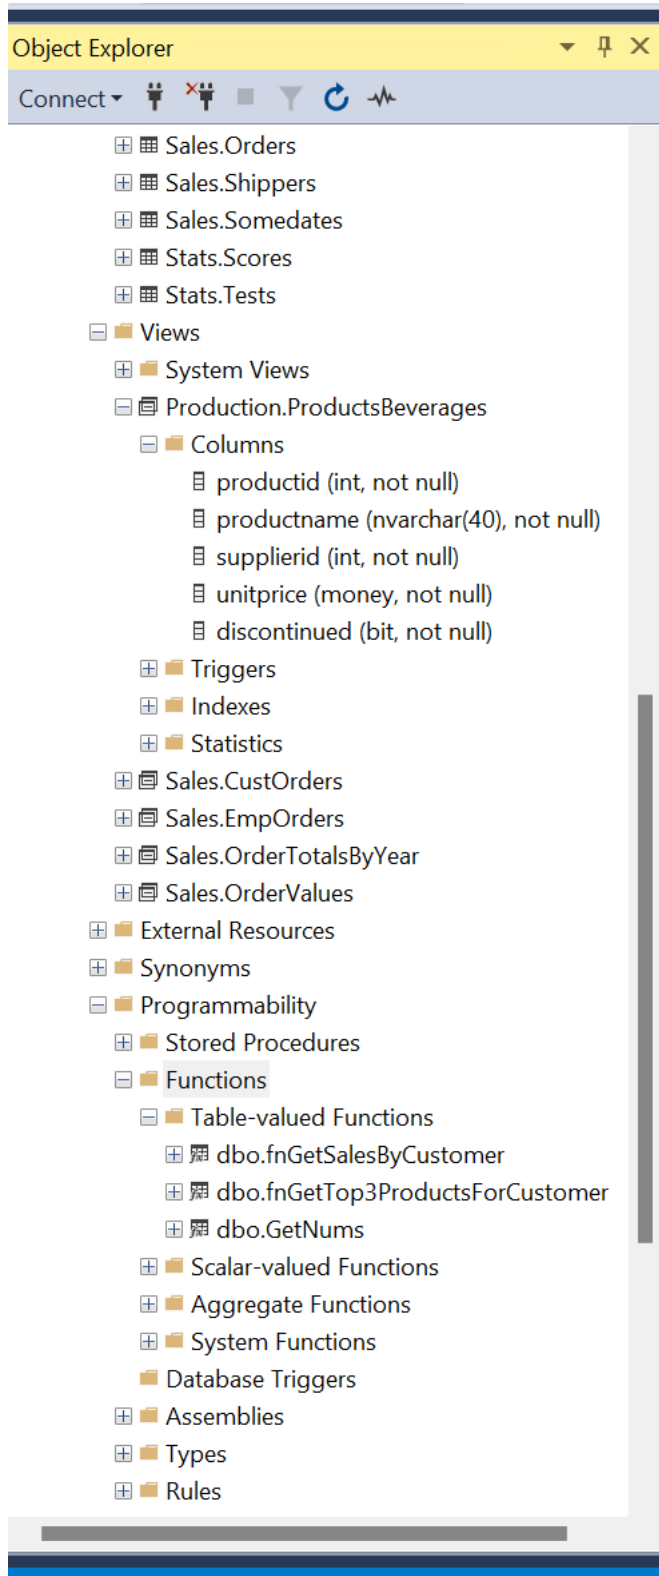 Object Explorer
Connect
Sales.Orders
Sales.Shippers
Sales.Somedates
Stats.Scores
Stats.Tests
Views
System Views
Production.ProductsBeverages
Columns
productid (int, not null)
productname (nvarchar(40), not null)
supplierid (int, not null)
unitprice (money, not null)
discontinued (bit, not null)
Triggers
Indexes
Statistics
Sales.CustOrders
Sales.EmpOrders
Sales.OrderTotalsByYear
Sales.OrderValues
External Resources
Synonyms
Programmability
Stored Procedures
Functions
Table-valued Functions
dbo.fnGetSalesByCustomer
dbo.fnGetTop3ProductsForCustomer
dbo.GetNums
Scalar-valued Functions
Aggregate Functions
System Functions
Database Triggers
Assemblies
Types
Rules